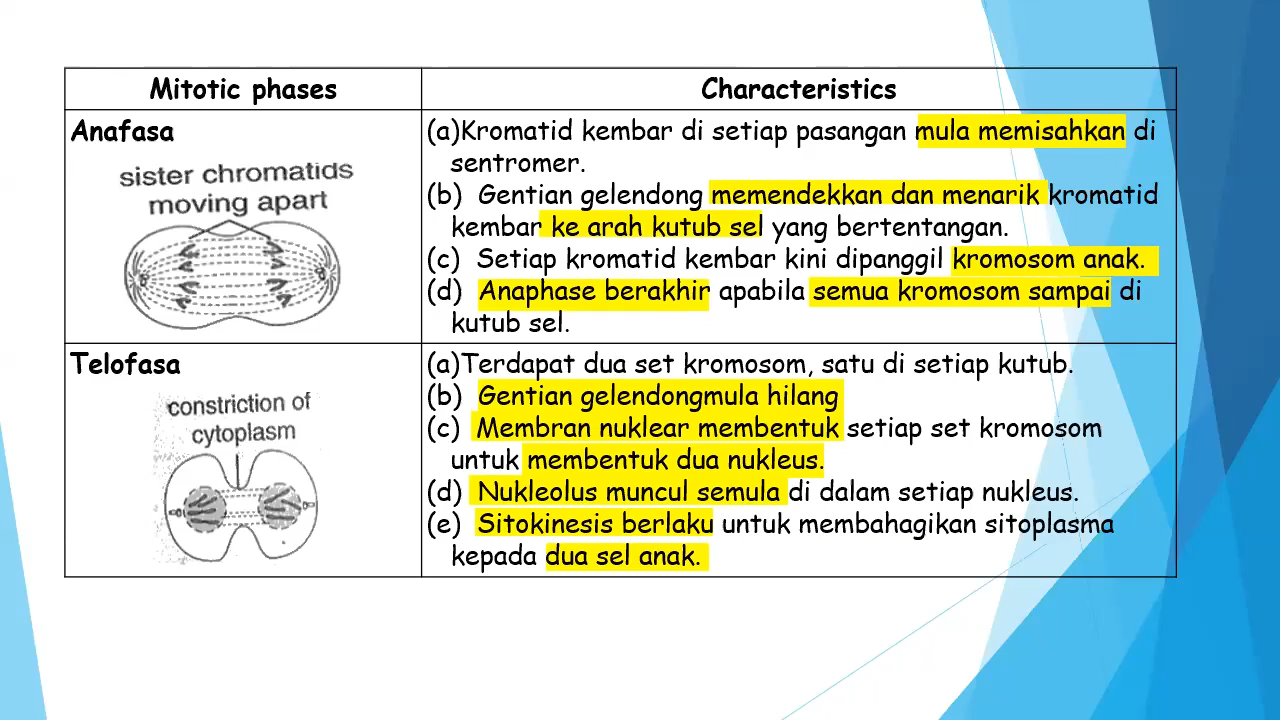 Mitotic phases
Characteristics
Anafasa
sister chromatids
moving apart
(a)Kromatid kembar di setiap pasangan mula memisahkan di
sentromer.
(b) Gentian gelendong memendekkan dan menarik kromatid
kembar ke arah kutub sel yang bertentangan.
(c) Setiap kromatid kembar kini dipanggil kromosom anak.
(d) Anaphase berakhir apabila semua kromosom sampai di
kutub sel.
Telofasa
constriction of
cytoplasm
(a)Terdapat dua set kromosom, satu di setiap kutub.
(b) Gentian gelendongmula hilang
(c) Membran nuklear membentuk setiap set kromosom
untuk membentuk dua nukleus.
(d) Nukleolus muncul semula di dalam setiap nukleus.
(e) Sitokinesis berlaku untuk membahagikan sitoplasma
kepada dua sel anak.